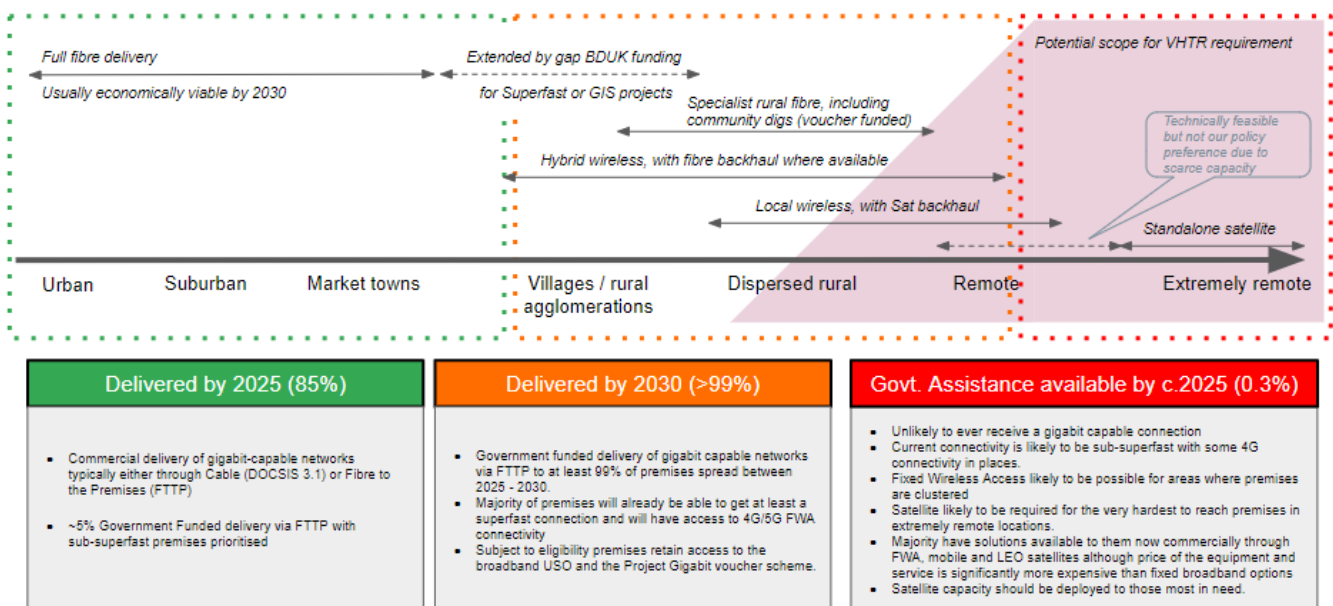 Full fibre delivery
Usually economically viable by 2030
Extended by gap BDUK funding
for Superfast or GIS projects
Specialist rural fibre, including
community digs (voucher funded)
Hybrid wireless, with fibre backhaul where available
Local wireless, with Sat backhaul
Potential scope for VHTR requirement
Technically feasible
but not our policy
preference due to
scarce capacity
Standalone satellite
Urban
Suburban
Market towns
Villages / rural
agglomerations
Dispersed rural
Remote
Extremely remote
Delivered by 2025 (85%)
▪ Commercial delivery of gigabit-capable networks
typically either through Cable (DOCSIS 3.1) or Fibre to
the Premises (FTTP)
▪ ~5% Government Funded delivery via FTTP with
sub-superfast premises prioritised
Delivered by 2030 (>99%)
▪ Government funded delivery of gigabit capable networks
via FTTP to at least 99% of premises spread between
2025 - 2030.
▪ Majority of premises will already be able to get at least a
superfast connection and will have access to 4G/5G FWA
connectivity
▪ Subject to eligibility premises retain access to the
broadband USO and the Project Gigabit voucher scheme.
Govt. Assistance available by c.2025 (0.3%)
▪ Unlikely to ever receive a gigabit capable connection
▪ Current connectivity is likely to be sub-superfast with some 4G
connectivity in places.
▪ Fixed Wireless Access likely to be possible for areas where premises
are clustered
▪ Satellite likely to be required for the very hardest to reach premises in
extremely remote locations.
▪ Majority have solutions available to them now commercially through
FWA, mobile and LEO satellites although price of the equipment and
service is significantly more expensive than fixed broadband options
▪ Satellite capacity should be deployed to those most in need.